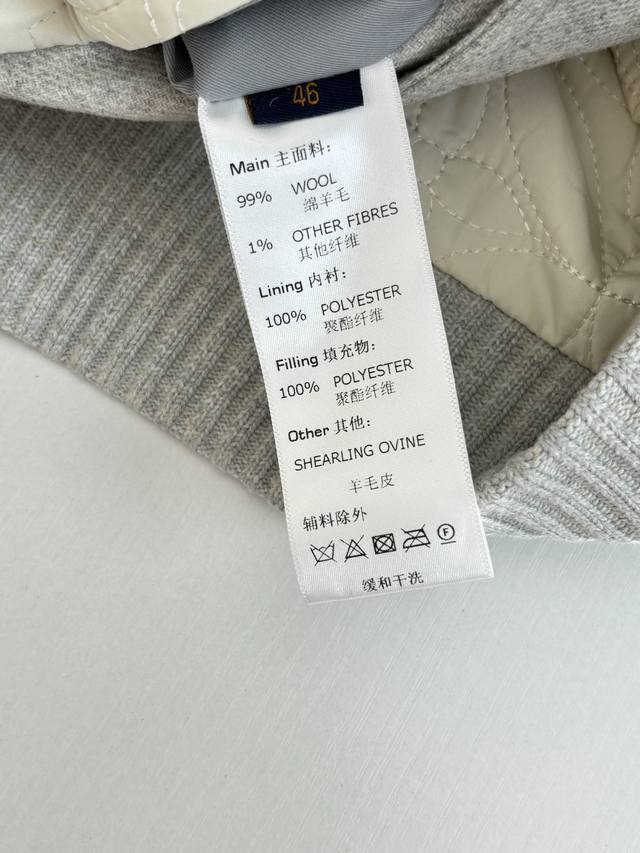 46
Main 主面料:
99% WOOL
绵羊毛
1% OTHER FIBRES
其他纤维
Lining 内衬:
100% POLYESTER
聚酯纤维
Filling 填充物:
100% POLYESTER
聚酯纤维
Other 其他:
SHEARLING OVINE
羊毛皮
辅料除外
F
缓和干洗